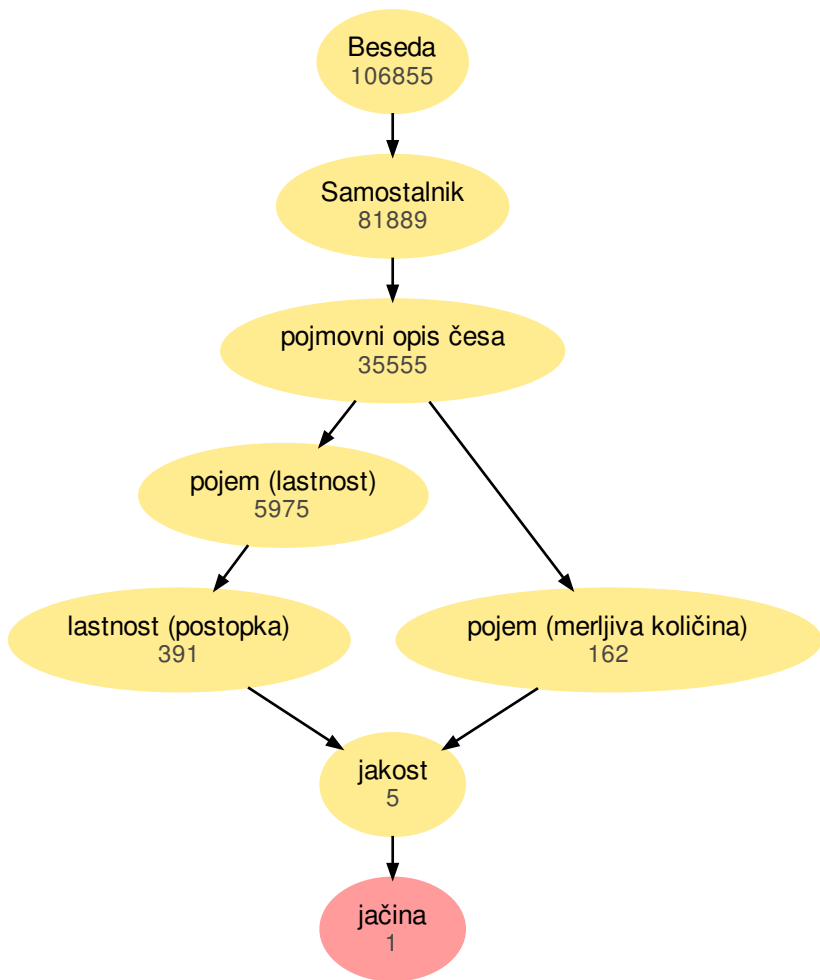 Beseda
106855
Samostalnik
81889
pojmovni opis česa
35555
pojem (lastnost)
5975
lastnost (postopka)
391
pojem (merljiva količina)
162
jakost
5
jačina
1